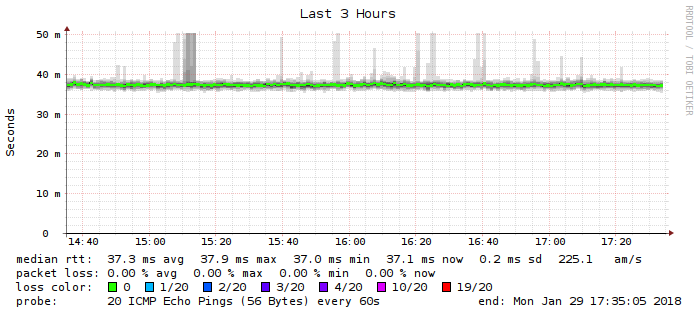 Last 3 Hours
RRDTOOL / TOBI OETIKER
Seconds
50 m
40 m
30 m
20 m
10 m
0
14:40 15:00 15:20 15:40 16:00 16:20 16:40 17:00 17:20
median rtt: 37.3 ms avg 37.9 ms max 37.0 ms min 37.1 ms now 0.2 ms sd 225.1 am/s
packet loss: 0.00 % avg 0.00 % max 0.00 % min 0.00 % now
loss color: 0 1/20 2/20 3/20 4/20 10/20 19/20
probe: 20 ICMP Echo Pings (56 Bytes) every 60s end: Mon Jan 29 17:35:05 2018